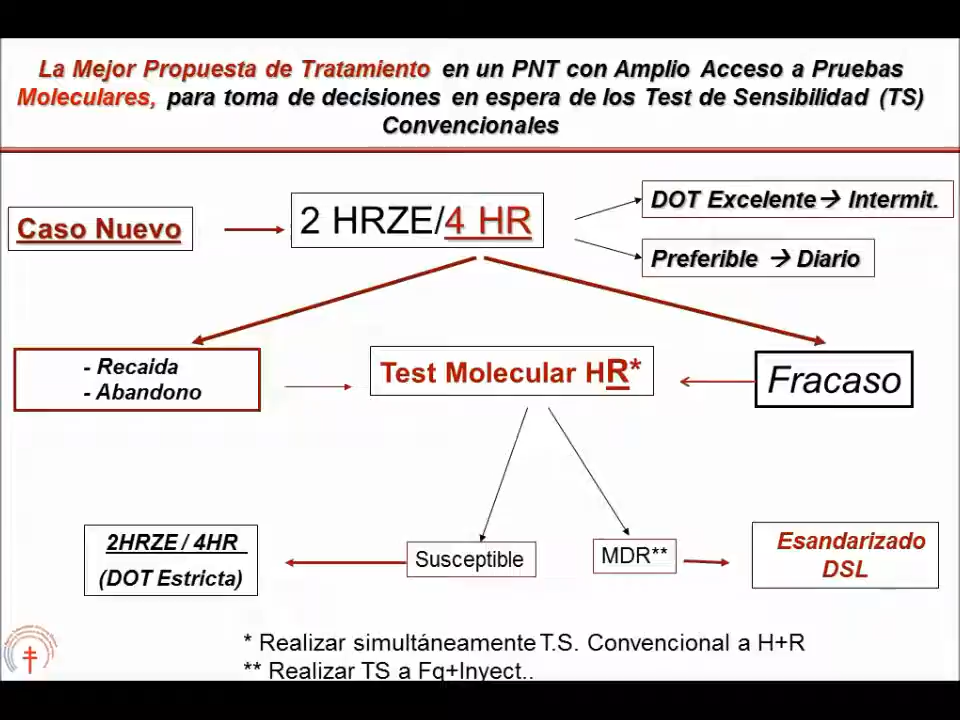 La Mejor Propuesta de Tratamiento en un PNT con Amplio Acceso a Pruebas
Moleculares, para toma de decisiones en espera de los Test de Sensibilidad (TS)
Convencionales
Caso Nuevo
2 HRZE/4 HR
DOT Excelente→ Intermit.
Preferible → Diario
- Recaida
- Abandono
Test Molecular HR*
Fracaso
2HRZE / 4HR
(DOT Estricta)
Susceptible
MDR**
Esandarizado
DSL
* Realizar simultáneamente T.S. Convencional a H+R
** Realizar TS a Fq+Inyect..